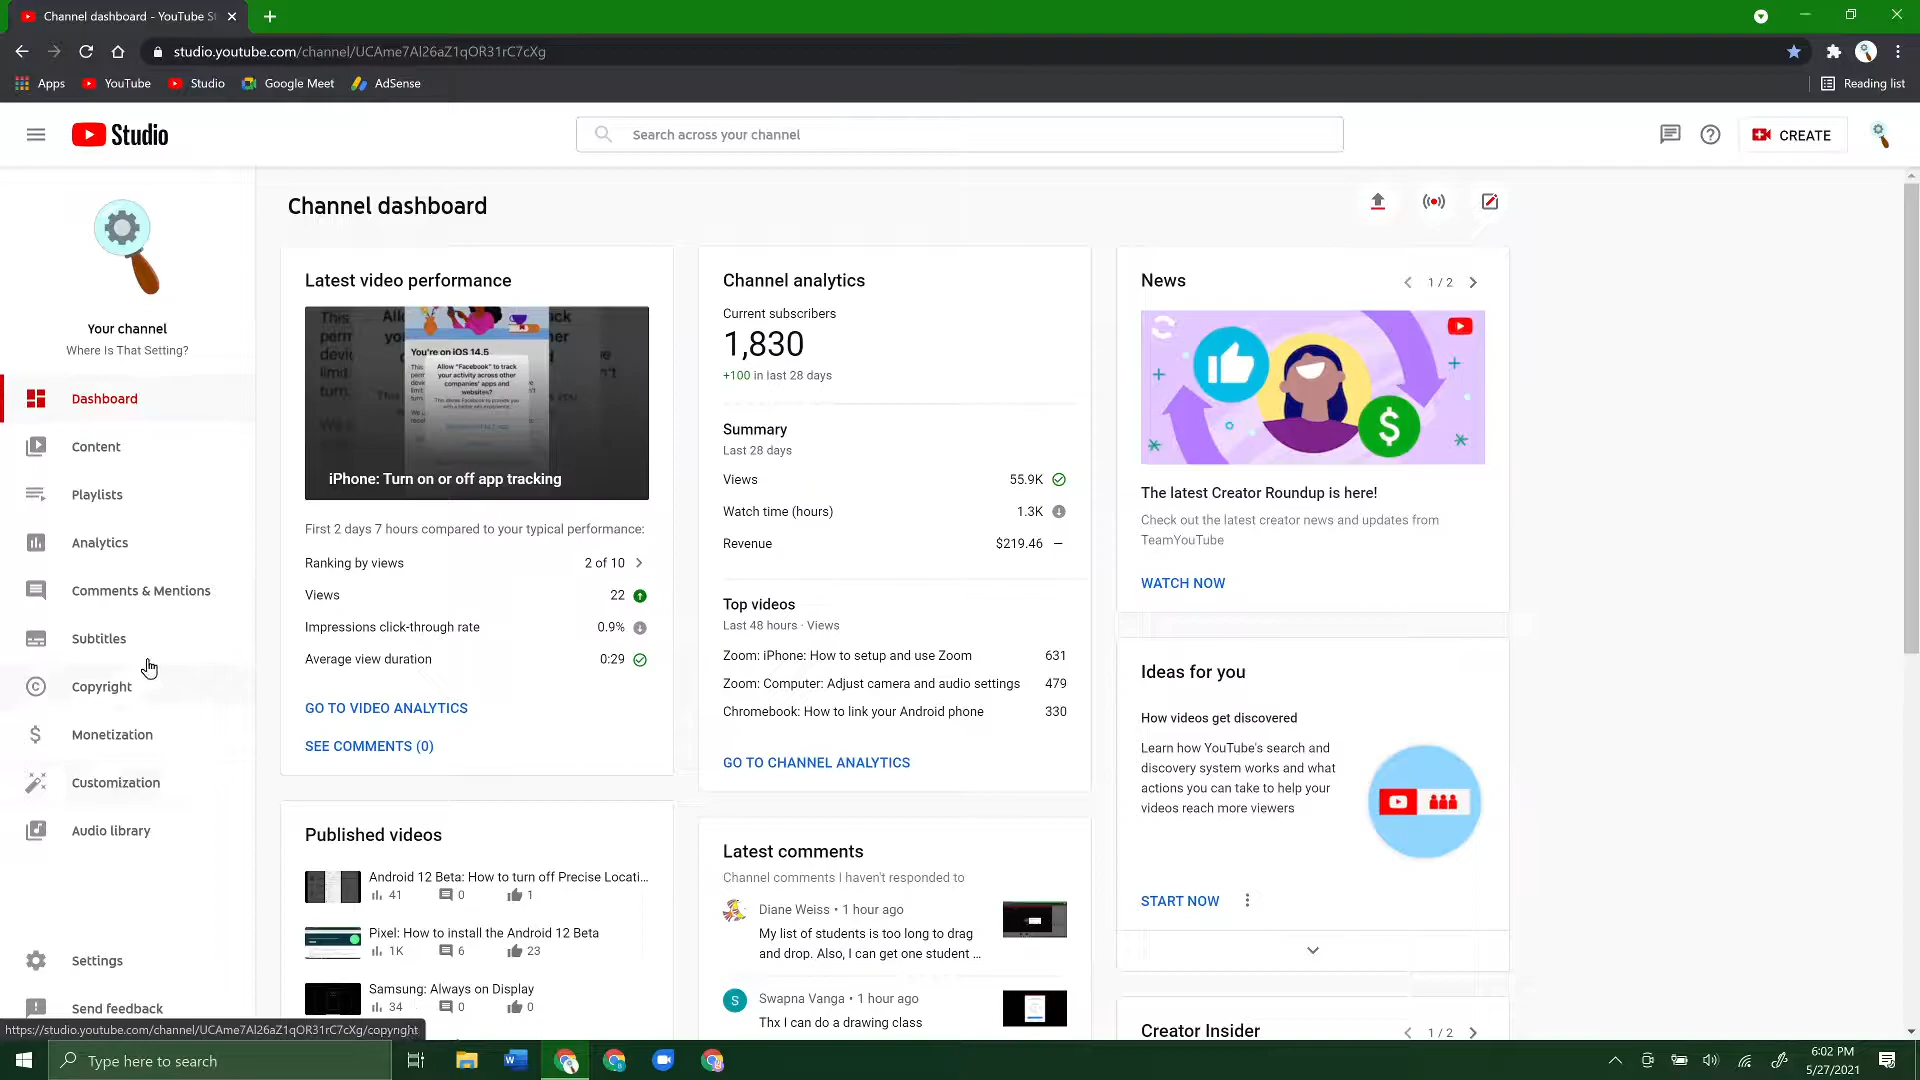 Channel dashboard - YouTube St
studio.youtube.com/channel/UCAme7Al26aZ1qOR31rC7cXg
Apps
YouTube
Studio
Google Meet
AdSense
Reading list
Studio
Search across your channel
CREATE
Your channel
Where Is That Setting?
Dashboard
Content
Playlists
Analytics
Comments & Mentions
Subtitles
Copyright
Monetization
Customization
Audio library
Settings
Send feedback
https://studio.youtube.com/channel/UCAme7Al26aZ1qOR31rC7cXg/copyright
Channel dashboard
Latest video performance
You're on iOS 14.5
Allow "Facebook" to track
your activity across other
companies' apps and
websites?
iPhone: Turn on or off app tracking
First 2 days 7 hours compared to your typical performance:
Ranking by views 2 of 10
Views 22
Impressions click-through rate 0.9%
Average view duration 0:29
GO TO VIDEO ANALYTICS
SEE COMMENTS (0)
Published videos
Android 12 Beta: How to turn off Precise Locati...
41 0 1
Pixel: How to install the Android 12 Beta
1K 6 23
Samsung: Always on Display
34 0 0
Channel analytics
Current subscribers
1,830
+100 in last 28 days
Summary
Last 28 days
Views 55.9K
Watch time (hours) 1.3K
Revenue $219.46 —
Top videos
Last 48 hours · Views
Zoom: iPhone: How to setup and use Zoom 631
Zoom: Computer: Adjust camera and audio settings 479
Chromebook: How to link your Android phone 330
GO TO CHANNEL ANALYTICS
Latest comments
Channel comments I haven't responded to
Diane Weiss • 1 hour ago
My list of students is too long to drag
and drop. Also, I can get one student ...
S
Swapna Vanga • 1 hour ago
Thx I can do a drawing class
News
1 / 2
$
The latest Creator Roundup is here!
Check out the latest creator news and updates from
TeamYouTube
WATCH NOW
Ideas for you
How videos get discovered
Learn how YouTube's search and
discovery system works and what
actions you can take to help your
videos reach more viewers
START NOW
Creator Insider
1 / 2
Type here to search
6:02 PM
5/27/2021